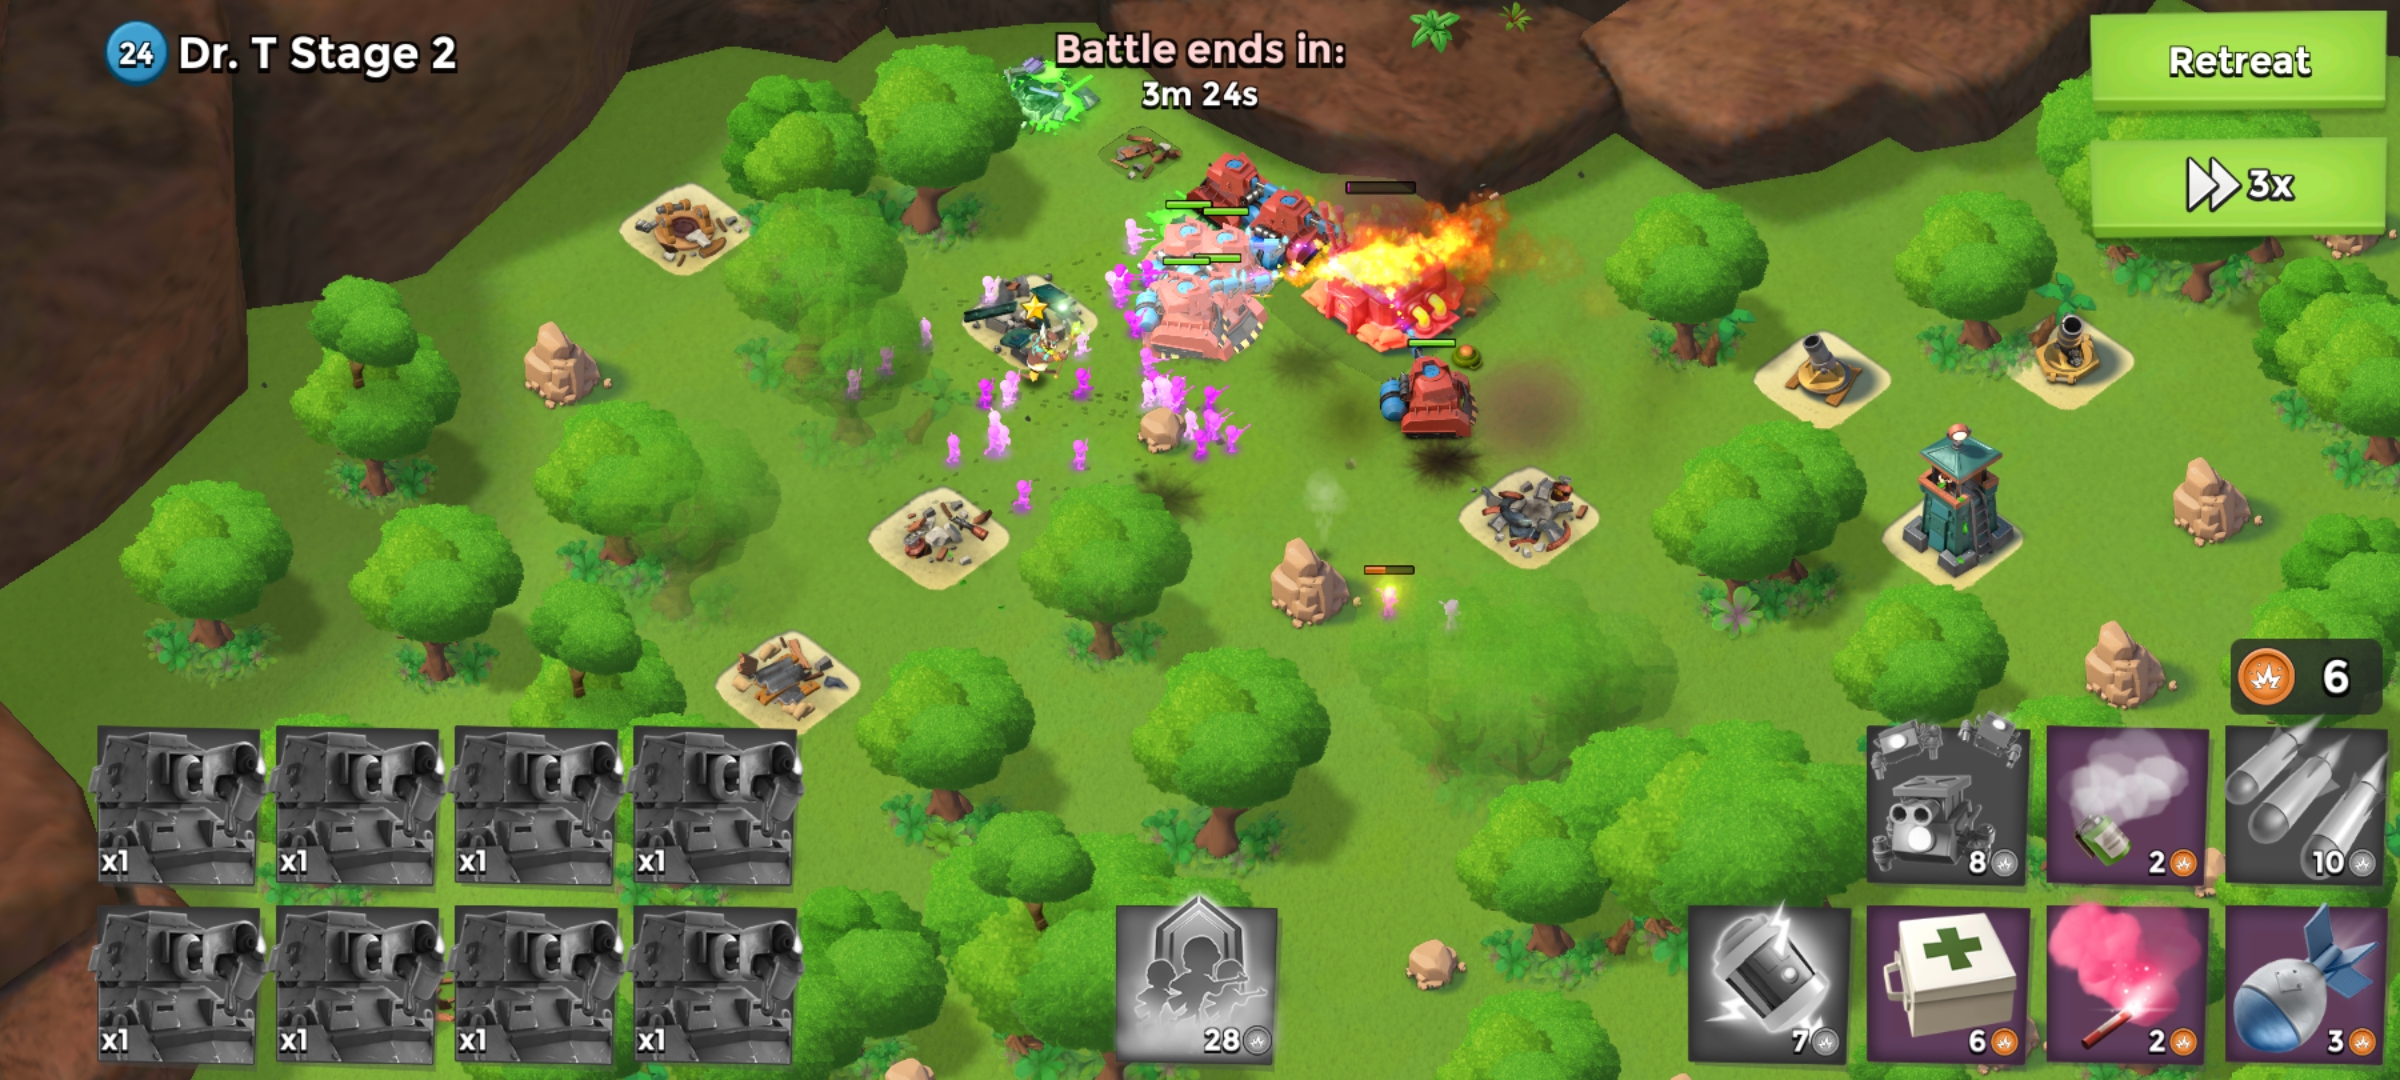 24 Dr. T Stage 2
Battle ends in:
3m 24s
Retreat
3x
6
x1 x1 x1 x1
8 2 10
x1 x1 x1 x1
28
7 6 2 3